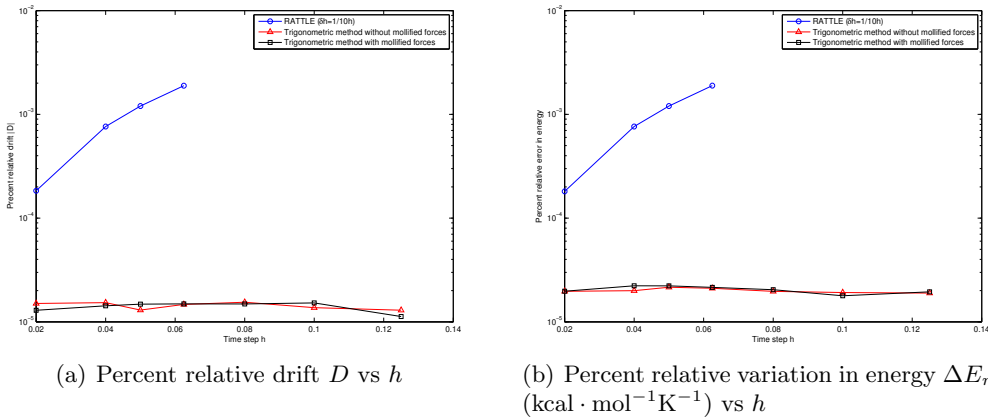 RATTLE (δh=1/10h)
Trigonometric method without mollified forces
Trigonometric method with mollified forces
10⁻²
10⁻³
10⁻⁴
10⁻⁵
Precent relative drift |D|
0.02 0.04 0.06 0.08 0.1 0.12 0.14
Time step h
(a) Percent relative drift D vs h
RATTLE (δh=1/10h)
Trigonometric method without mollified forces
Trigonometric method with mollified forces
10⁻²
10⁻³
10⁻⁴
10⁻⁵
Percent relative error in energy
0.02 0.04 0.06 0.08 0.1 0.12 0.14
Time step h
(b) Percent relative variation in energy ΔE_r
(kcal · mol⁻¹K⁻¹) vs h